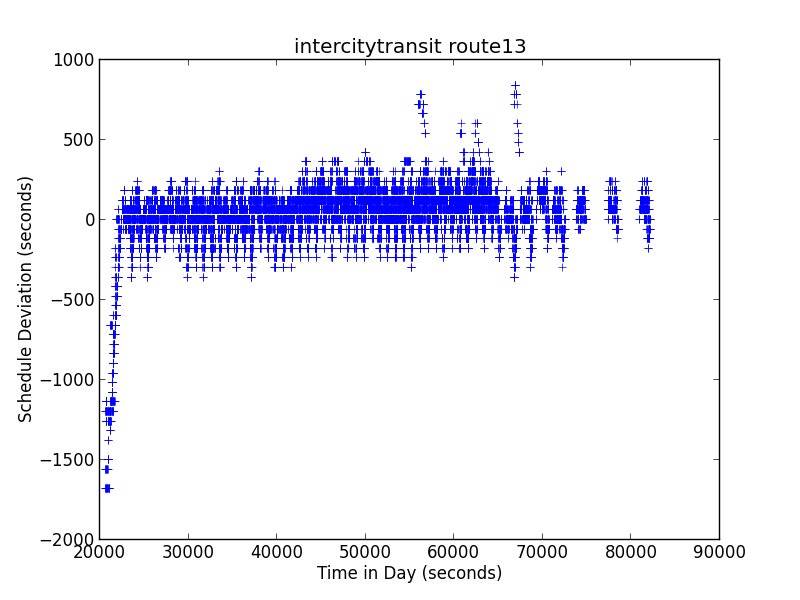 intercitytransit route13
1000
500
0
−500
−1000
−1500
−2000
Schedule Deviation (seconds)
20000 30000 40000 50000 60000 70000 80000 90000
Time in Day (seconds)